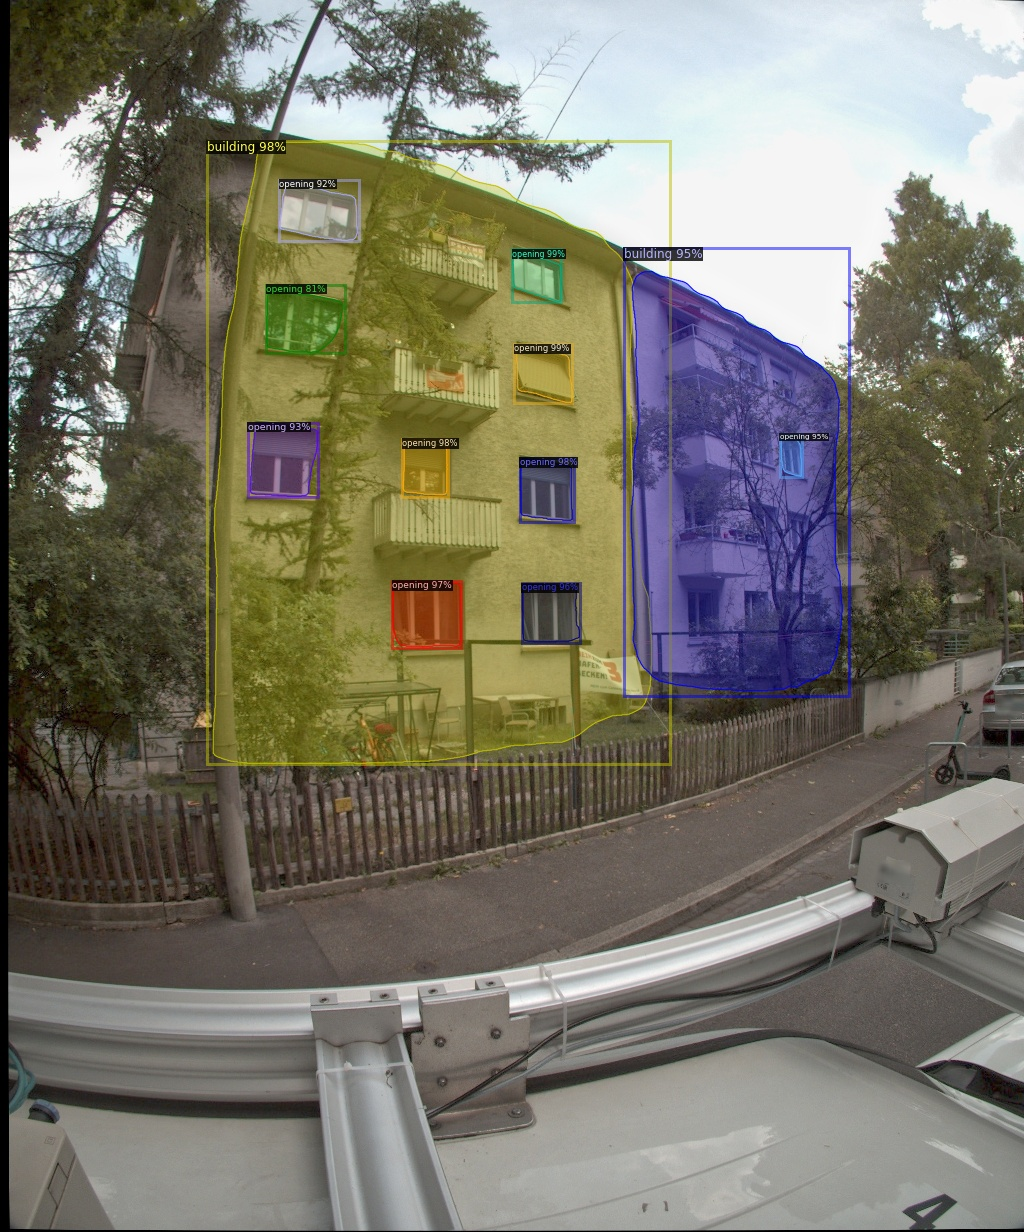 building 98%
opening 92%
opening 99%
building 95%
opening 81%
opening 99%
opening 93%
opening 98%
opening 95%
opening 98%
opening 97%
opening 96%
4